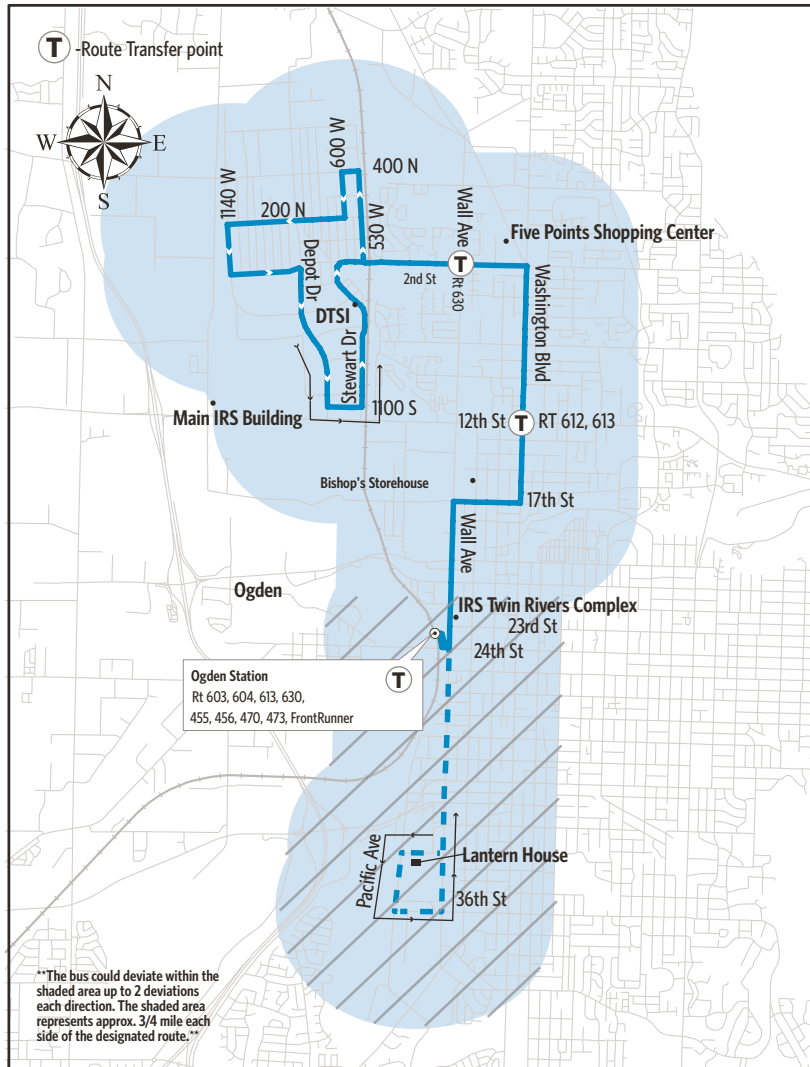 T -Route Transfer point
N
W E
S
600 W
400 N
1140 W
200 N
530 W
Wall Ave
Five Points Shopping Center
Depot Dr
T
2nd St
Rt 630
Washington Blvd
DTSI
Stewart Dr
1100 S
Main IRS Building
12th St T RT 612, 613
Bishop's Storehouse
17th St
Wall Ave
Ogden
IRS Twin Rivers Complex
23rd St
24th St
Ogden Station
T
Rt 603, 604, 613, 630,
455, 456, 470, 473, FrontRunner
Pacific Ave
Lantern House
36th St
**The bus could deviate within the
shaded area up to 2 deviations
each direction. The shaded area
represents approx. 3/4 mile each
side of the designated route.**